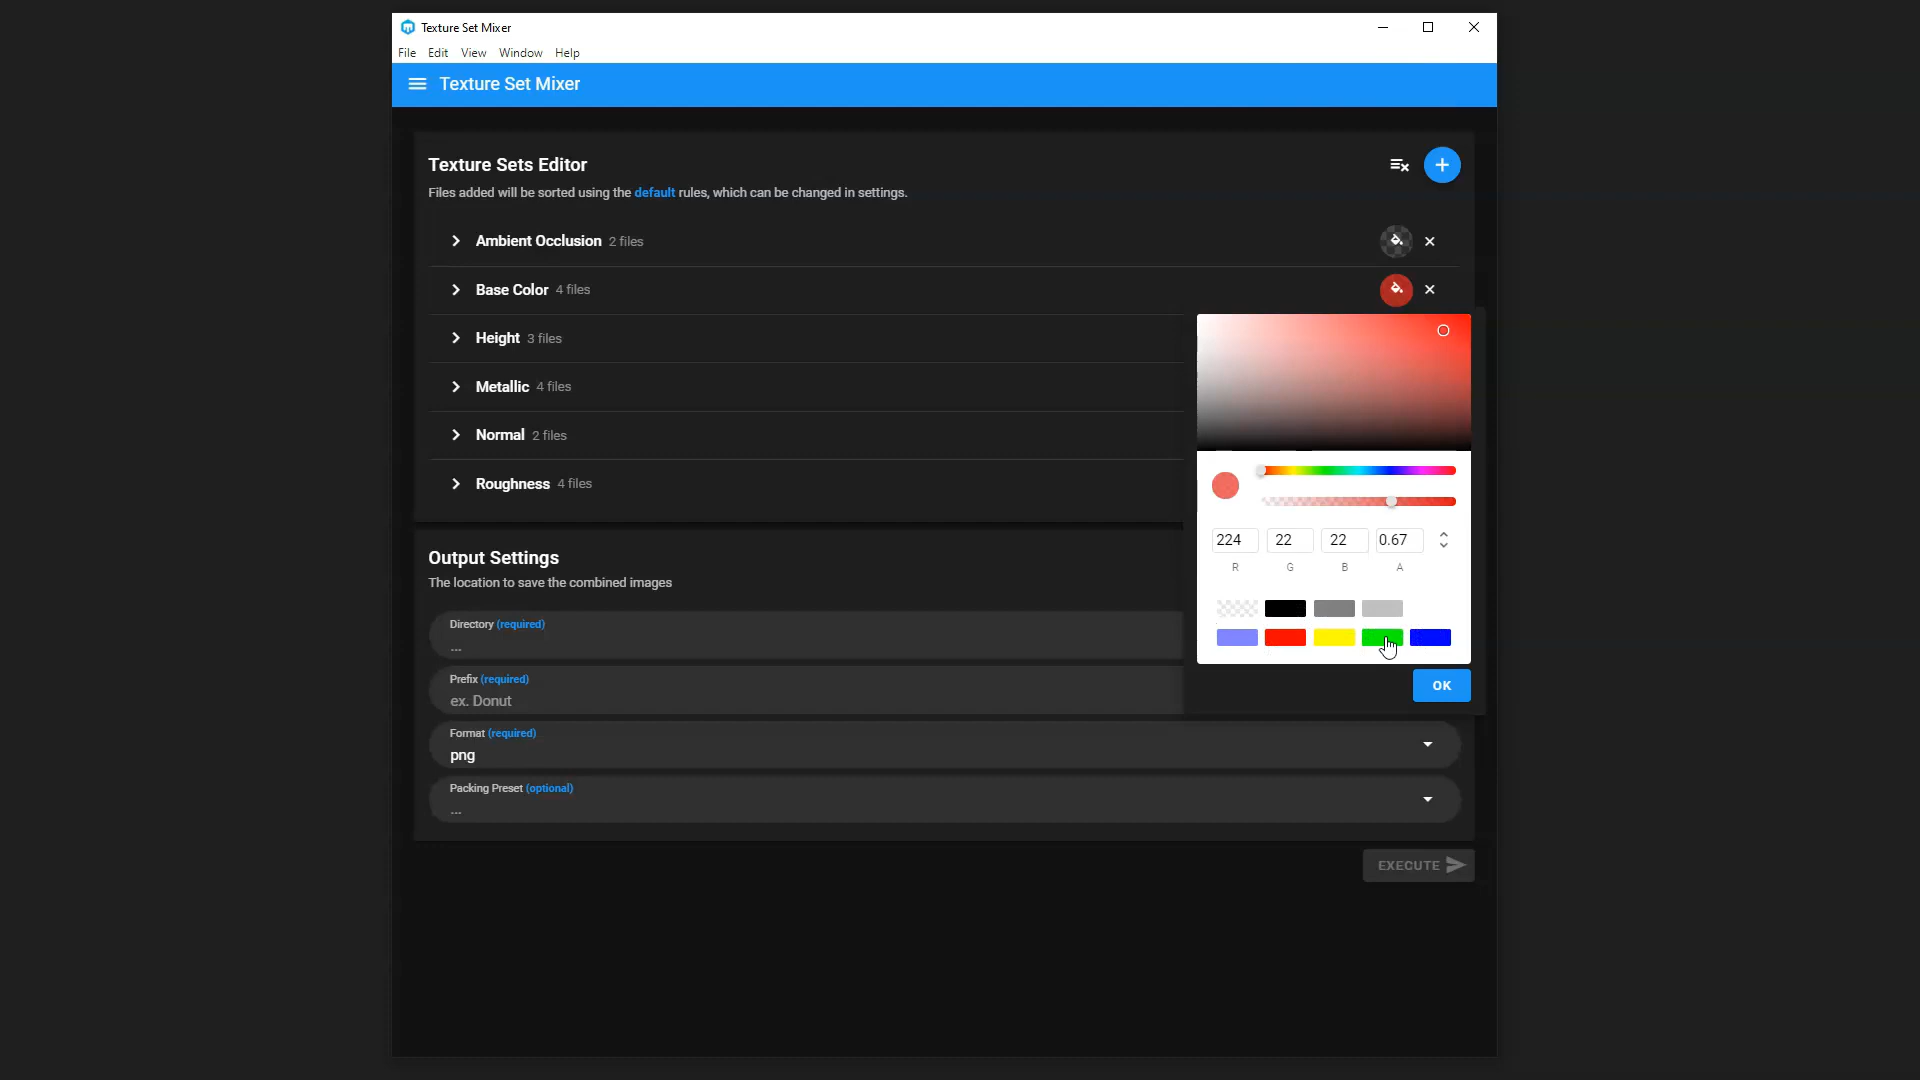 Texture Set Mixer
File Edit View Window Help
Texture Set Mixer
Texture Sets Editor
Files added will be sorted using the default rules, which can be changed in settings.
Ambient Occlusion 2 files
Base Color 4 files
Height 3 files
Metallic 4 files
Normal 2 files
Roughness 4 files
224 22 22 0.67
R G B A
OK
Output Settings
The location to save the combined images
Directory (required)
...
Prefix (required)
ex. Donut
Format (required)
png
Packing Preset (optional)
...
EXECUTE